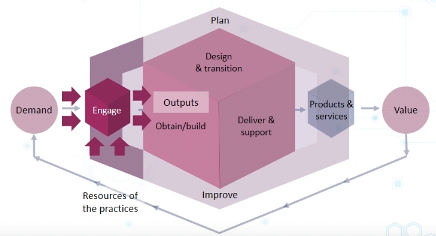 Plan
Design
& transition
Demand
Engage
Outputs
Obtain/build
Deliver &
support
Products &
services
Value
Improve
Resources of
the practices